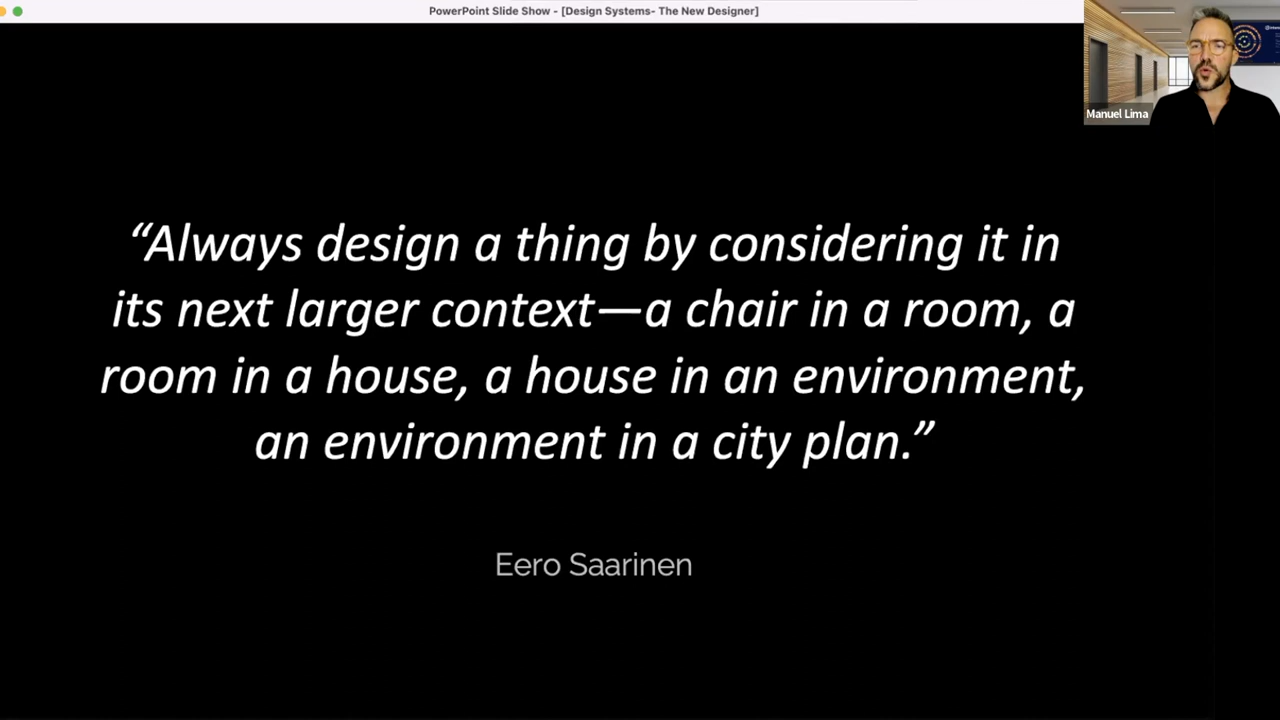 PowerPoint Slide Show - [Design Systems- The New Designer]
Manuel Lima
“Always design a thing by considering it in
its next larger context—a chair in a room, a
room in a house, a house in an environment,
an environment in a city plan.”
Eero Saarinen